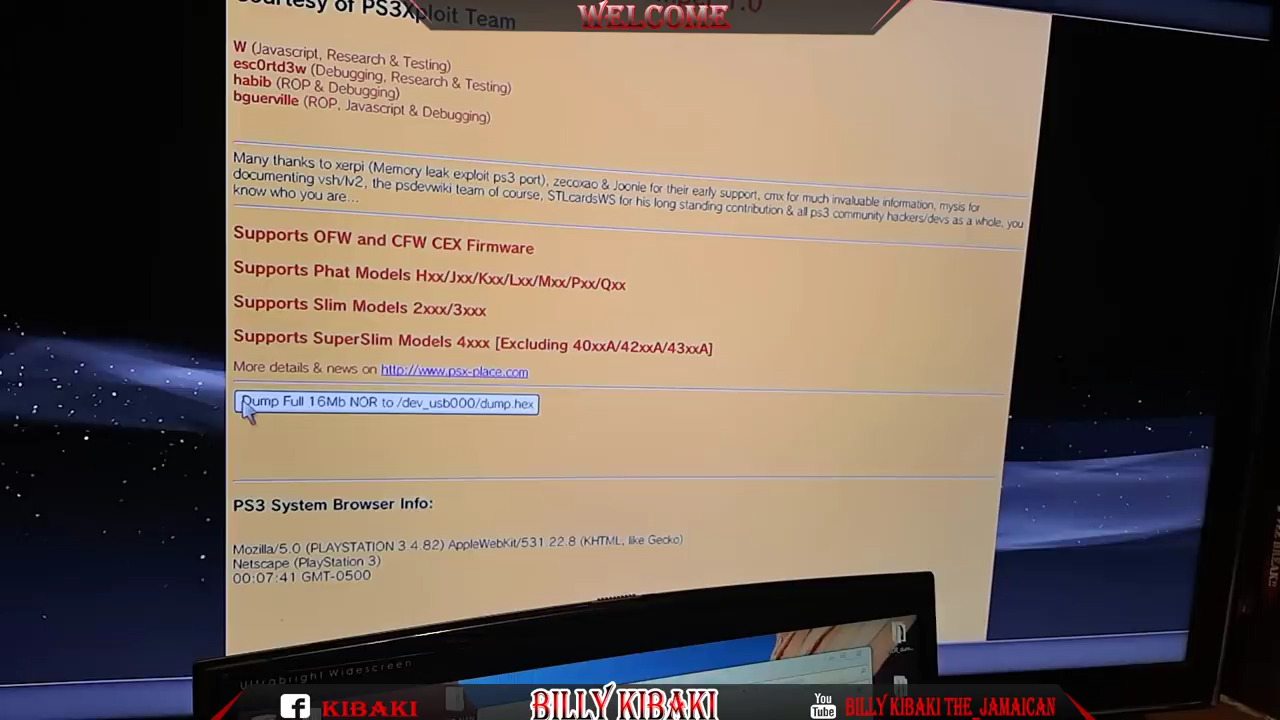 WELCOME
Courtesy of PS3Xploit Team
1.0
W (Javascript, Research & Testing)
esc0rtd3w (Debugging, Research & Testing)
habib (ROP & Debugging)
bguerville (ROP, Javascript & Debugging)
Many thanks to xerpi (Memory leak exploit ps3 port), zecoxao & Joonie for their early support, cmx for much invaluable information, mysis for
documenting vsh/lv2, the psdevwiki team of course, STLcardsWS for his long standing contribution & all ps3 community hackers/devs as a whole, you
know who you are...
Supports OFW and CFW CEX Firmware
Supports Phat Models Hxx/Jxx/Kxx/Lxx/Mxx/Pxx/Qxx
Supports Slim Models 2xxx/3xxx
Supports SuperSlim Models 4xxx [Excluding 40xxA/42xxA/43xxA]
More details & news on http://www.psx-place.com
Dump Full 16Mb NOR to /dev_usb000/dump.hex
PS3 System Browser Info:
Mozilla/5.0 (PLAYSTATION 3 4.82) AppleWebKit/531.22.8 (KHTML, like Gecko)
Netscape (PlayStation 3)
00:07:41 GMT-0500
Ultrabright Widescreen
f KIBAKI
BILLY KIBAKI
You Tube BILLY KIBAKI THE_JAMAICAN